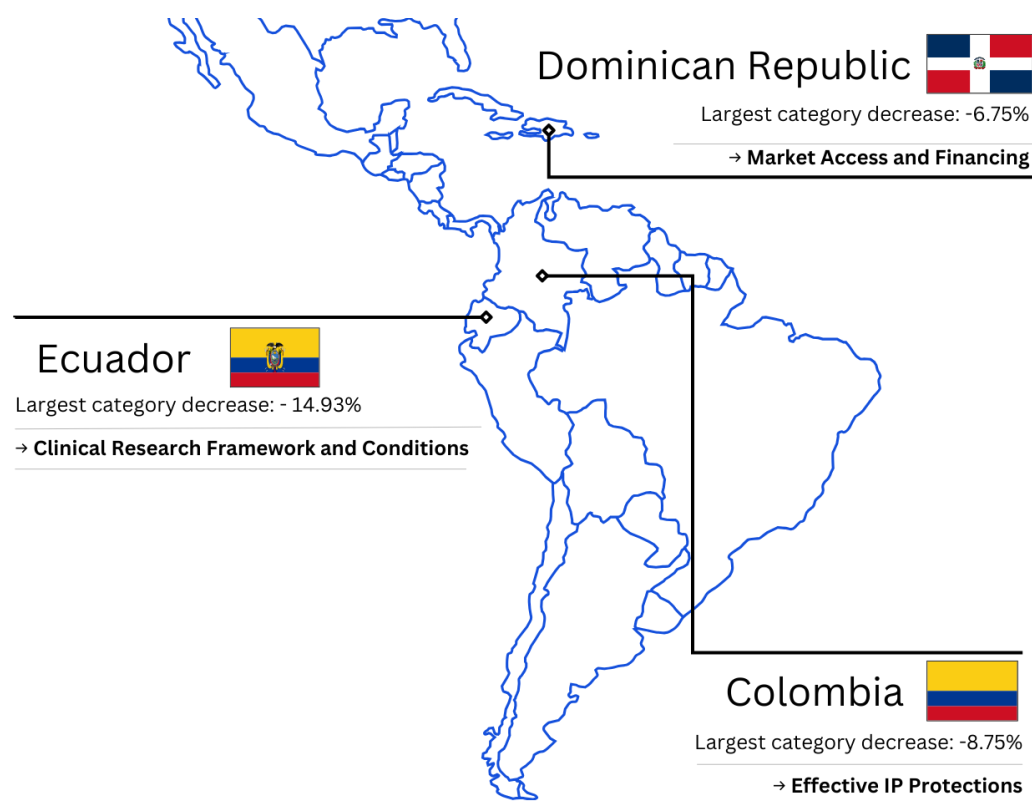 Dominican Republic
Largest category decrease: -6.75%
→ Market Access and Financing
Ecuador
Largest category decrease: - 14.93%
→ Clinical Research Framework and Conditions
Colombia
Largest category decrease: -8.75%
→ Effective IP Protections